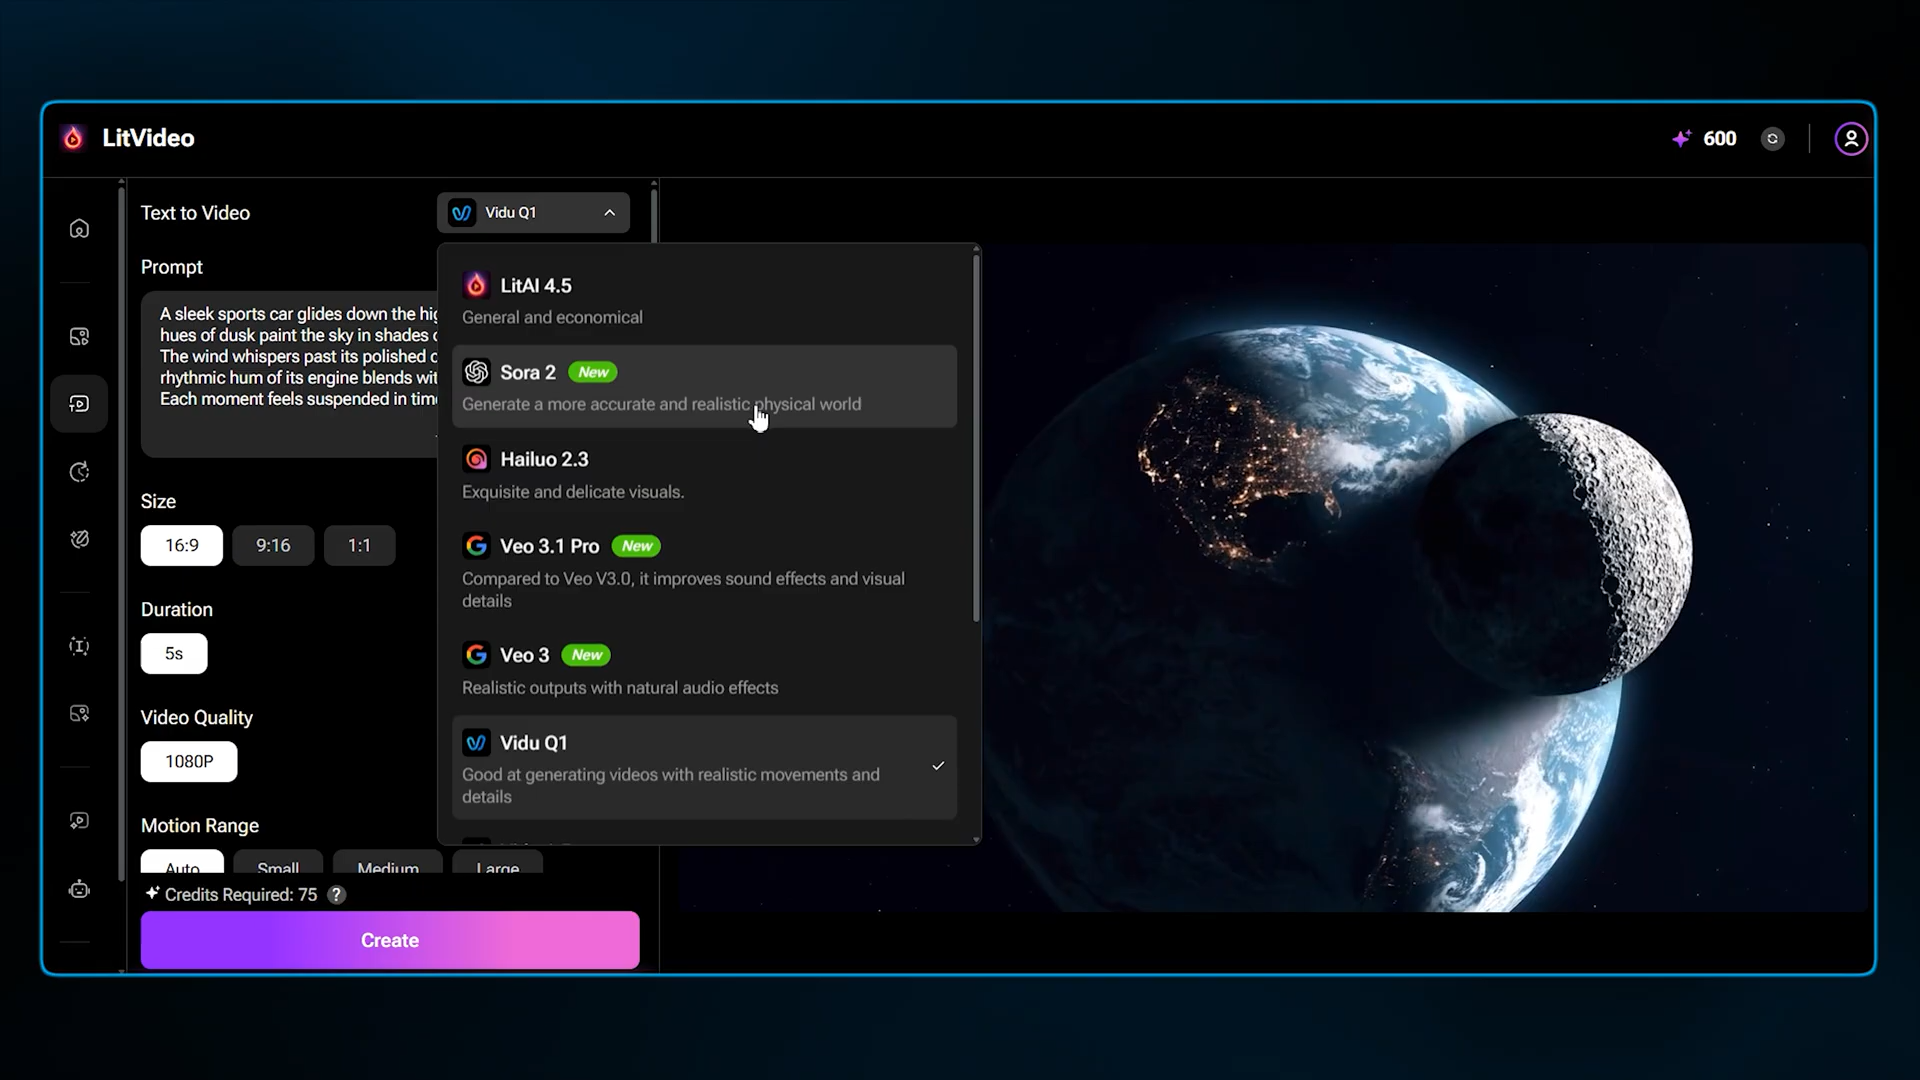 LitVideo
600
Text to Video
Vidu Q1
Prompt
A sleek sports car glides down the
hues of dusk paint the sky in shades
The wind whispers past its polished
rhythmic hum of its engine blends
Each moment feels suspended in
Size
16:9
9:16
1:1
Duration
5s
Video Quality
1080P
Motion Range
Auto
Small
Medium
Large
Credits Required: 75
?
Create
LitAI 4.5
General and economical
Sora 2 New
Generate a more accurate and realistic physical world
Hailuo 2.3
Exquisite and delicate visuals.
Veo 3.1 Pro New
Compared to Veo V3.0, it improves sound effects and visual
details
Veo 3 New
Realistic outputs with natural audio effects
Vidu Q1
Good at generating videos with realistic movements and
details